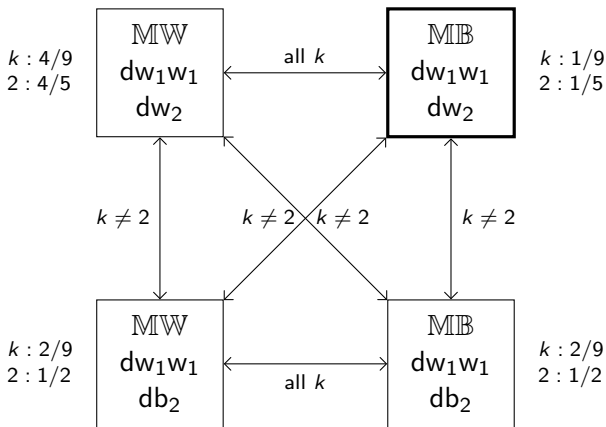 𝕄𝕎
dw₁w₁
dw₂
𝕄𝔹
dw₁w₁
dw₂
k : 4/9
2 : 4/5
all k
k : 1/9
2 : 1/5
k ≠ 2
k ≠ 2
k ≠ 2
k ≠ 2
𝕄𝕎
dw₁w₁
db₂
𝕄𝔹
dw₁w₁
db₂
k : 2/9
2 : 1/2
all k
k : 2/9
2 : 1/2